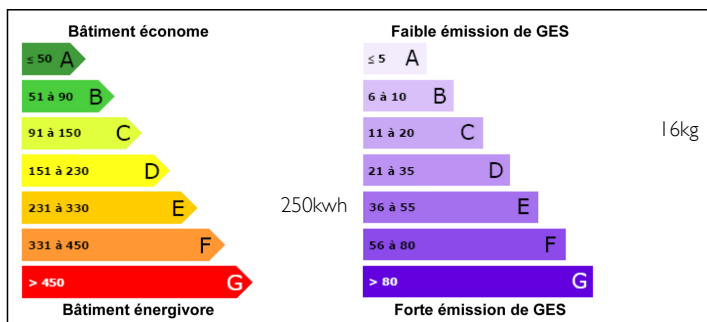 Bâtiment économe
≤ 50 A
51 à 90 B
91 à 150 C
151 à 230 D
231 à 330 E
331 à 450 F
> 450 G
Bâtiment énergivore
250kwh
Faible émission de GES
≤ 5 A
6 à 10 B
11 à 20 C
21 à 35 D
36 à 55 E
56 à 80 F
> 80 G
Forte émission de GES
16kg